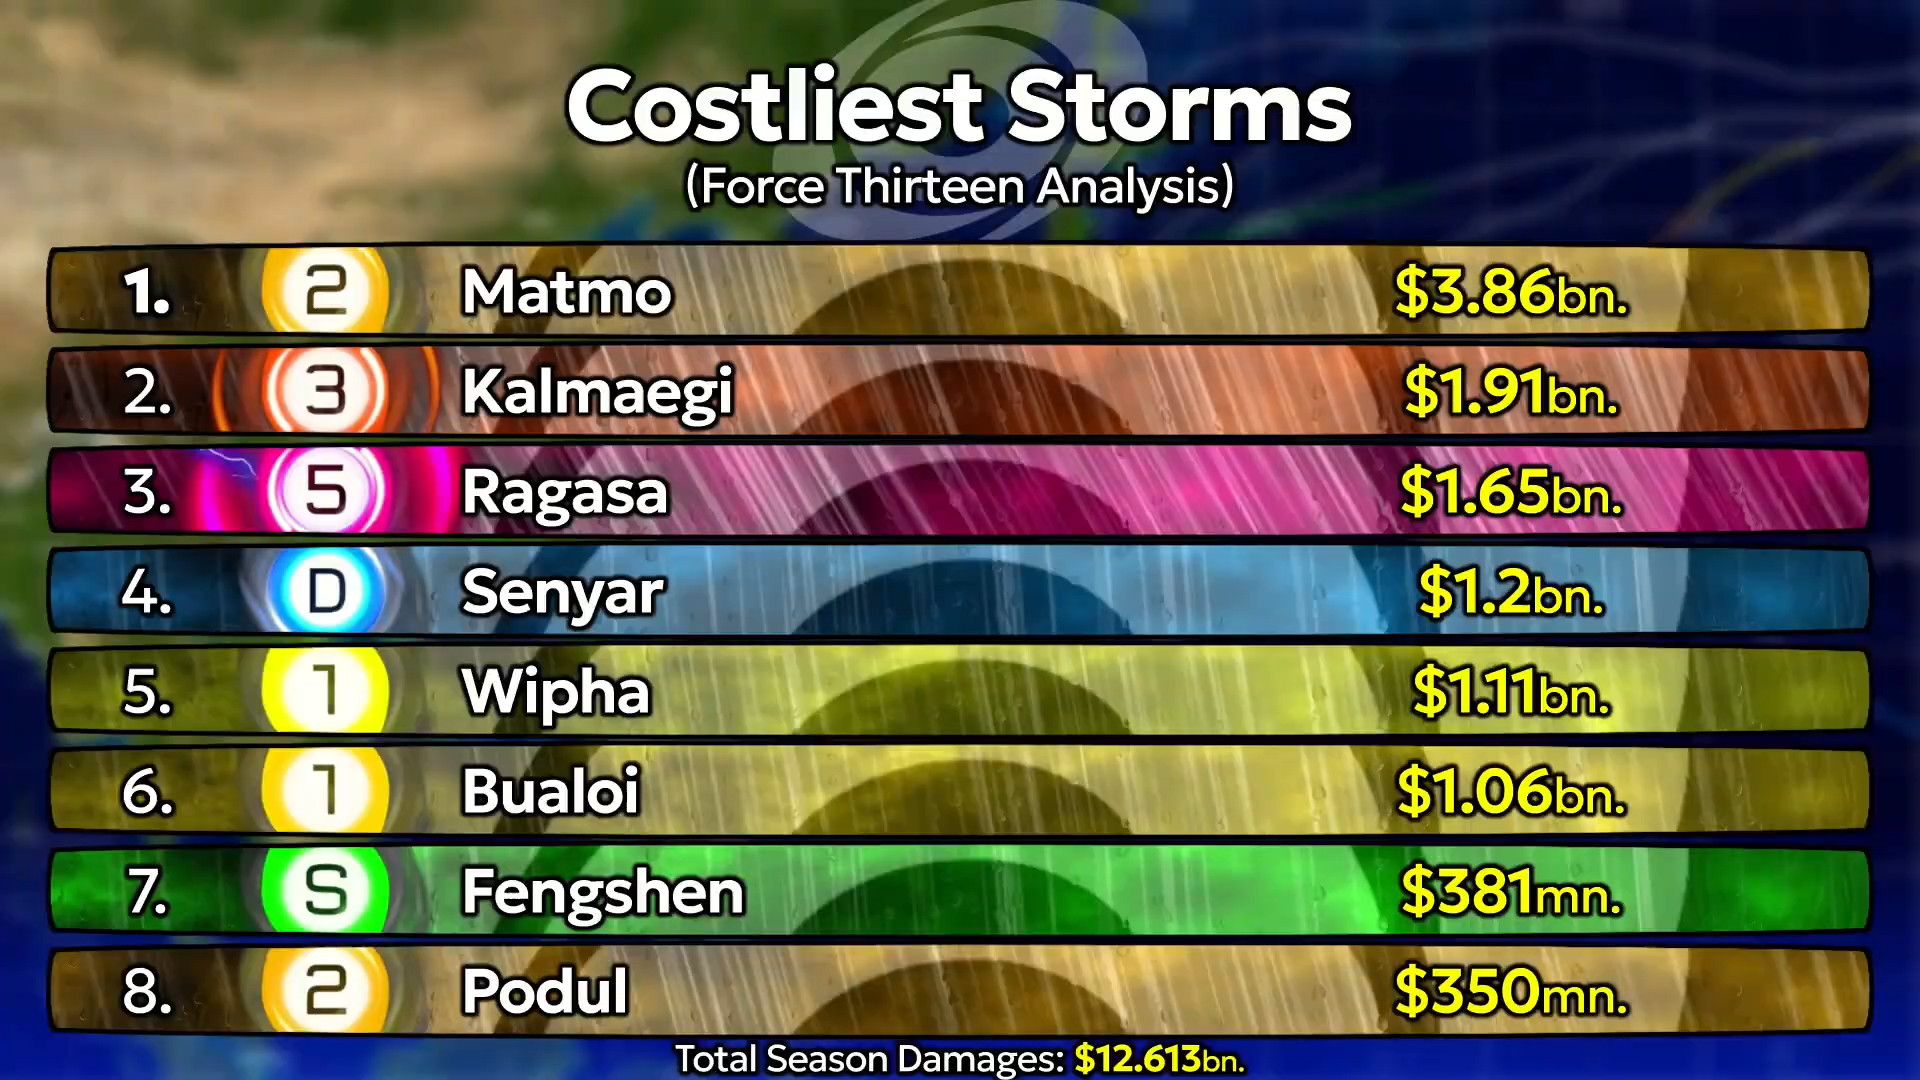 Costliest Storms
(Force Thirteen Analysis)
1. 2 Matmo $3.86bn.
2. 3 Kalmaegi $1.91bn.
3. 5 Ragasa $1.65bn.
4. D Senyar $1.2bn.
5. 1 Wipha $1.11bn.
6. 1 Bualoi $1.06bn.
7. S Fengshen $381mn.
8. 2 Podul $350mn.
Total Season Damages: $12.613bn.